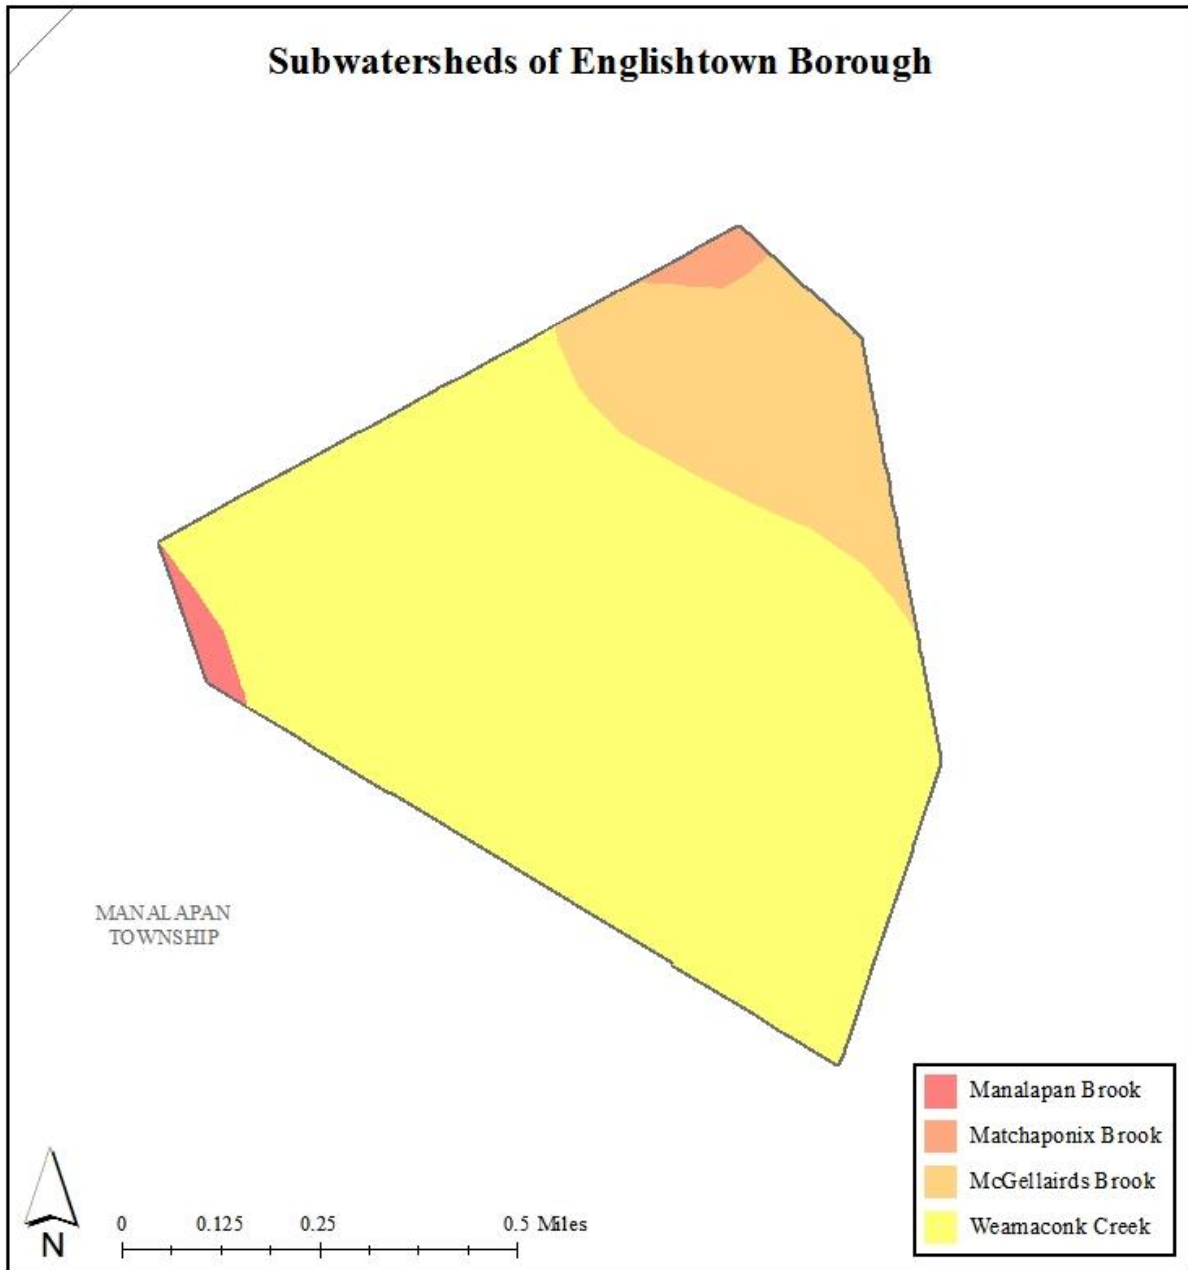 Subwatersheds of Englishtown Borough
MANALAPAN
TOWNSHIP
Manalapan Brook
Matchaponix Brook
McGellairds Brook
Weamaconk Creek
N
0 0.125 0.25 0.5 Miles